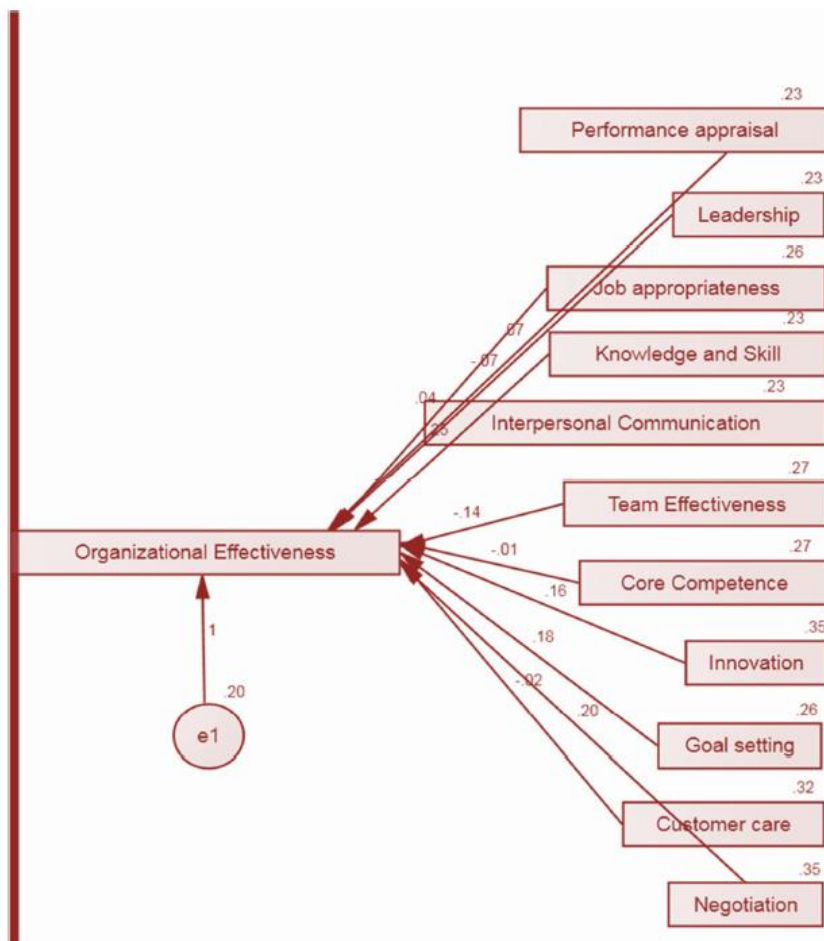 .23
Performance appraisal
.23
Leadership
.26
Job appropriateness
.07
.23
Knowledge and Skill
-.07
.23
.04
Interpersonal Communication
.25
.27
Team Effectiveness
-.14
Organizational Effectiveness
-.01
.27
Core Competence
.16
.35
1
.18
Innovation
.20
-.02
.20
.26
e1
Goal setting
.32
Customer care
.35
Negotiation